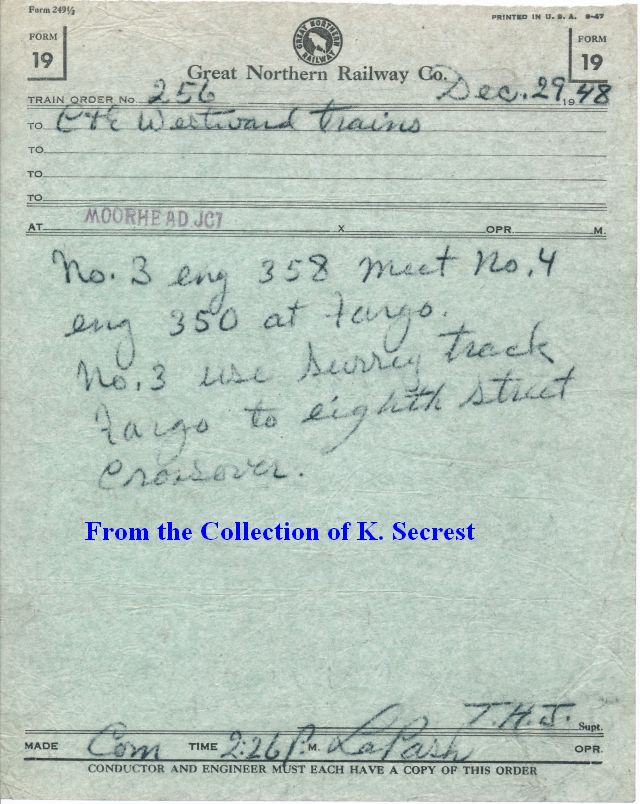 Form 249½
PRINTED IN U. S. A. 9-47
FORM
19
GREAT NORTHERN RAILWAY
FORM
19
Great Northern Railway Co.
Dec. 29, 1948
TRAIN ORDER No. 256
TO C+E Westward trains
TO
TO
TO
AT MOORHEAD JCT X OPR. M.
No. 3 eng 358 meet No. 4
eng 350 at Fargo.
No. 3 use Surrey track
Fargo to eighth street
crossover.
From the Collection of K. Secrest
T.H.J. Supt.
MADE Com TIME 2:26 P.M. LaPash OPR.
CONDUCTOR AND ENGINEER MUST EACH HAVE A COPY OF THIS ORDER